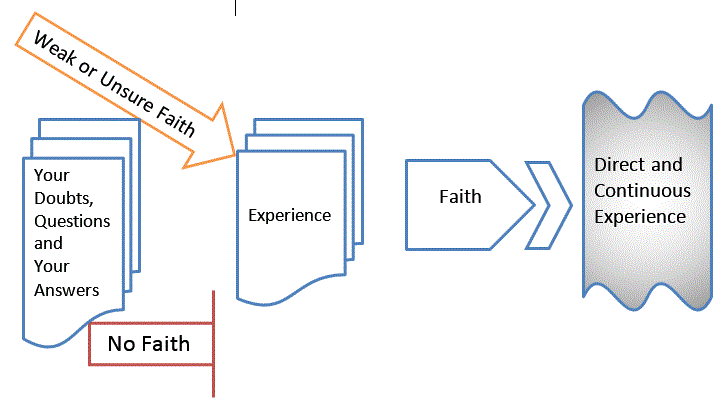 Weak or Unsure Faith
Your
Doubts,
Questions
and
Your
Answers
No Faith
Experience
Faith
Direct and
Continuous
Experience